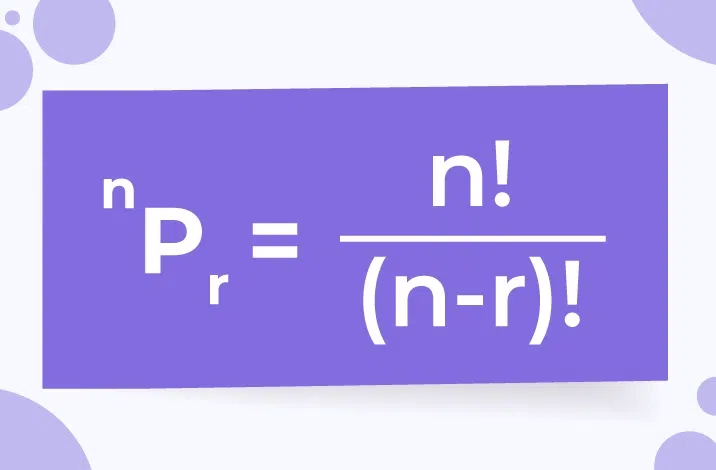 ⁿPᵣ = n!/(n-r)!